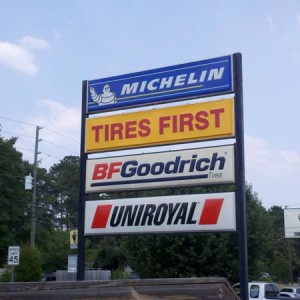 MICHELIN
TIRES FIRST
BFGoodrich
Tires
UNIROYAL
SPEED
LIMIT
45